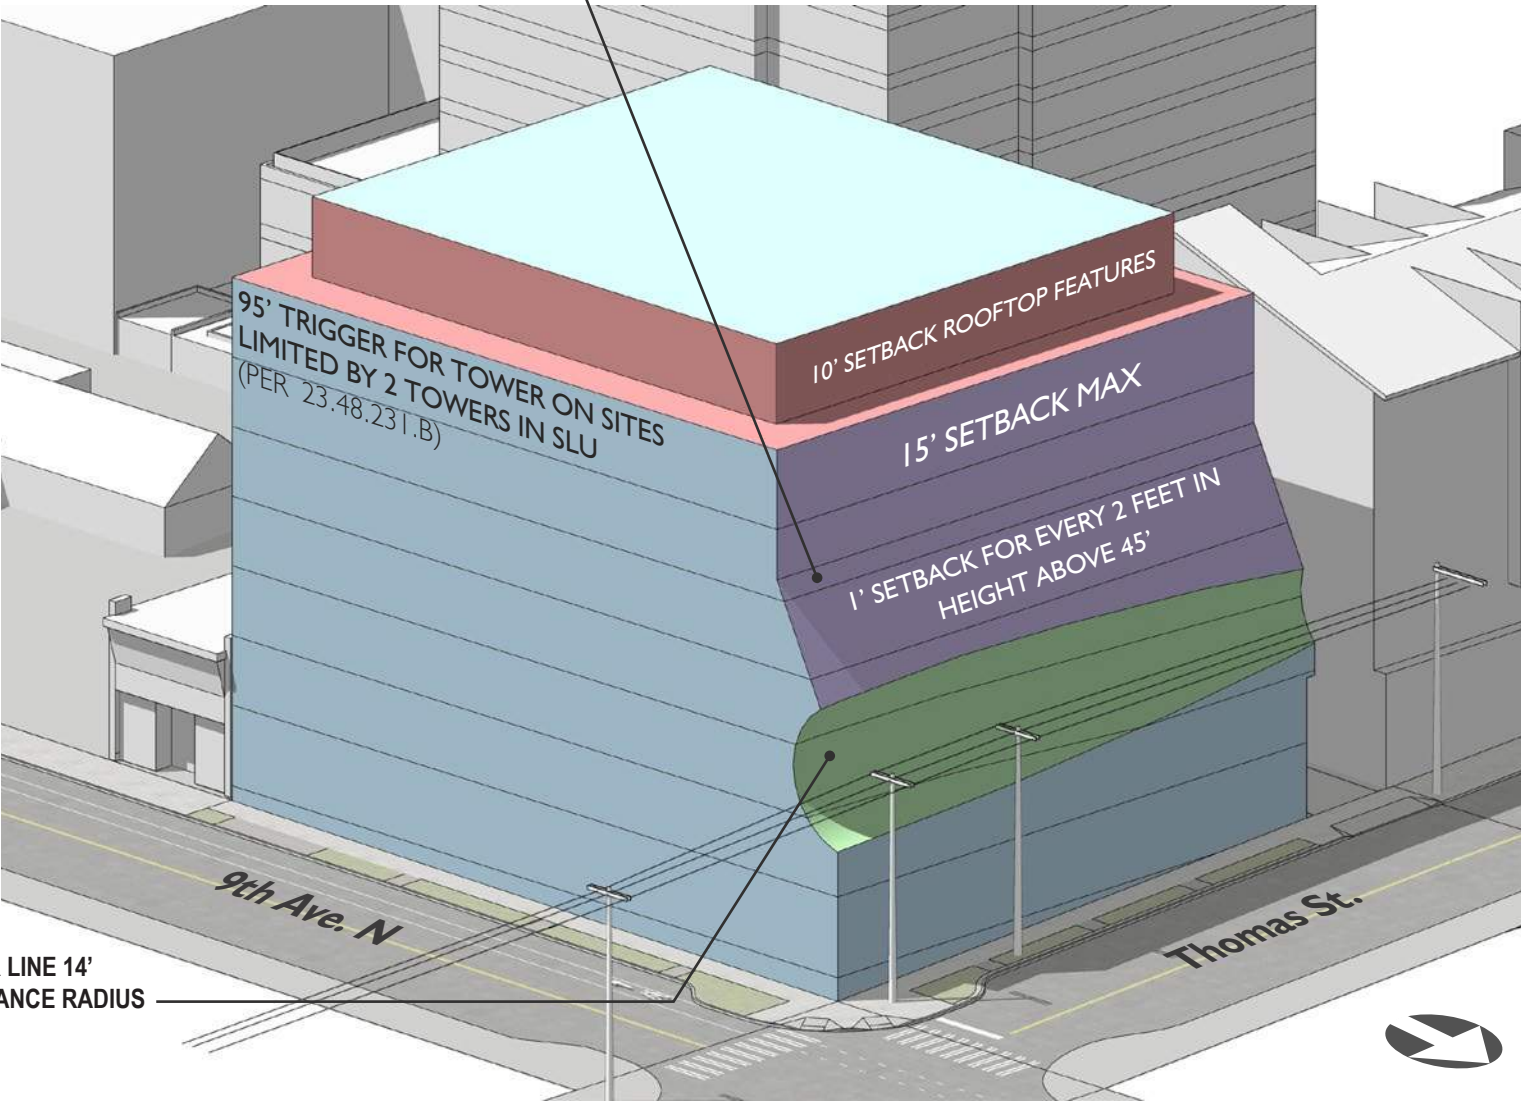 10' SETBACK ROOFTOP FEATURES
95' TRIGGER FOR TOWER ON SITES
LIMITED BY 2 TOWERS IN SLU
(PER 23.48.231.B)
15' SETBACK MAX
1' SETBACK FOR EVERY 2 FEET IN
HEIGHT ABOVE 45'
9th Ave. N
Thomas St.
LINE 14'
RADIUS